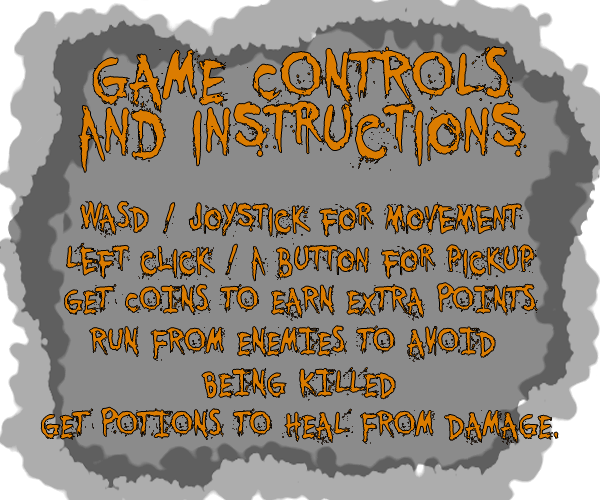 GAME CONTROLS
AND INSTRUCTIONS
WASD / JOYSTICK FOR MOVEMENT
LEFT CLICK / A BUTTON FOR PICKUP
GET COINS TO EARN EXTRA POINTS
RUN FROM ENEMIES TO AVOID
BEING KILLED
GET POTIONS TO HEAL FROM DAMAGE.